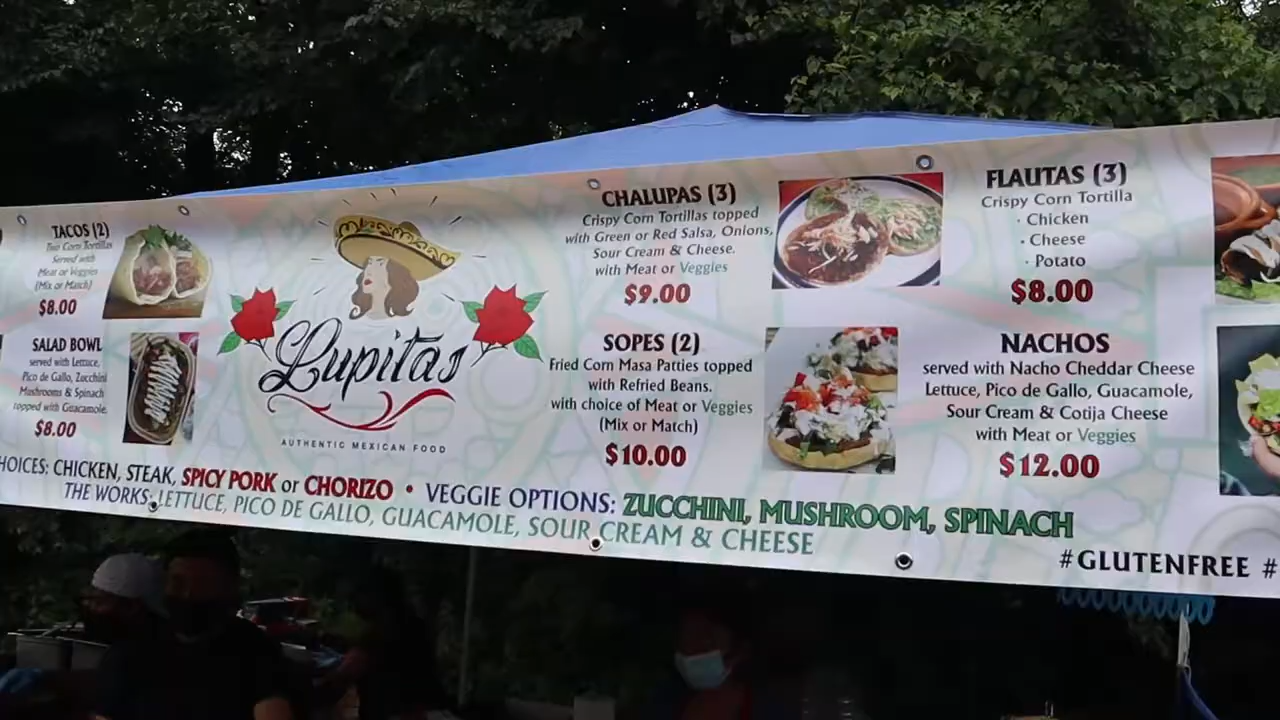 TACOS (2)
Two Corn Tortillas
Served with
Meat or Veggies
(Mix or Match)
$8.00
SALAD BOWL
served with Lettuce,
Pico de Gallo, Zucchini
Mushrooms & Spinach
topped with Guacamole.
$8.00
Lupitas
AUTHENTIC MEXICAN FOOD
CHALUPAS (3)
Crispy Corn Tortillas topped
with Green or Red Salsa, Onions,
Sour Cream & Cheese.
with Meat or Veggies
$9.00
SOPES (2)
Fried Corn Masa Patties topped
with Refried Beans.
with choice of Meat or Veggies
(Mix or Match)
$10.00
FLAUTAS (3)
Crispy Corn Tortilla
· Chicken
· Cheese
· Potato
$8.00
NACHOS
served with Nacho Cheddar Cheese
Lettuce, Pico de Gallo, Guacamole,
Sour Cream & Cotija Cheese
with Meat or Veggies
$12.00
HOICES: CHICKEN, STEAK, SPICY PORK or CHORIZO • VEGGIE OPTIONS: ZUCCHINI, MUSHROOM, SPINACH
THE WORKS: LETTUCE, PICO DE GALLO, GUACAMOLE, SOUR CREAM & CHEESE
#GLUTENFREE #